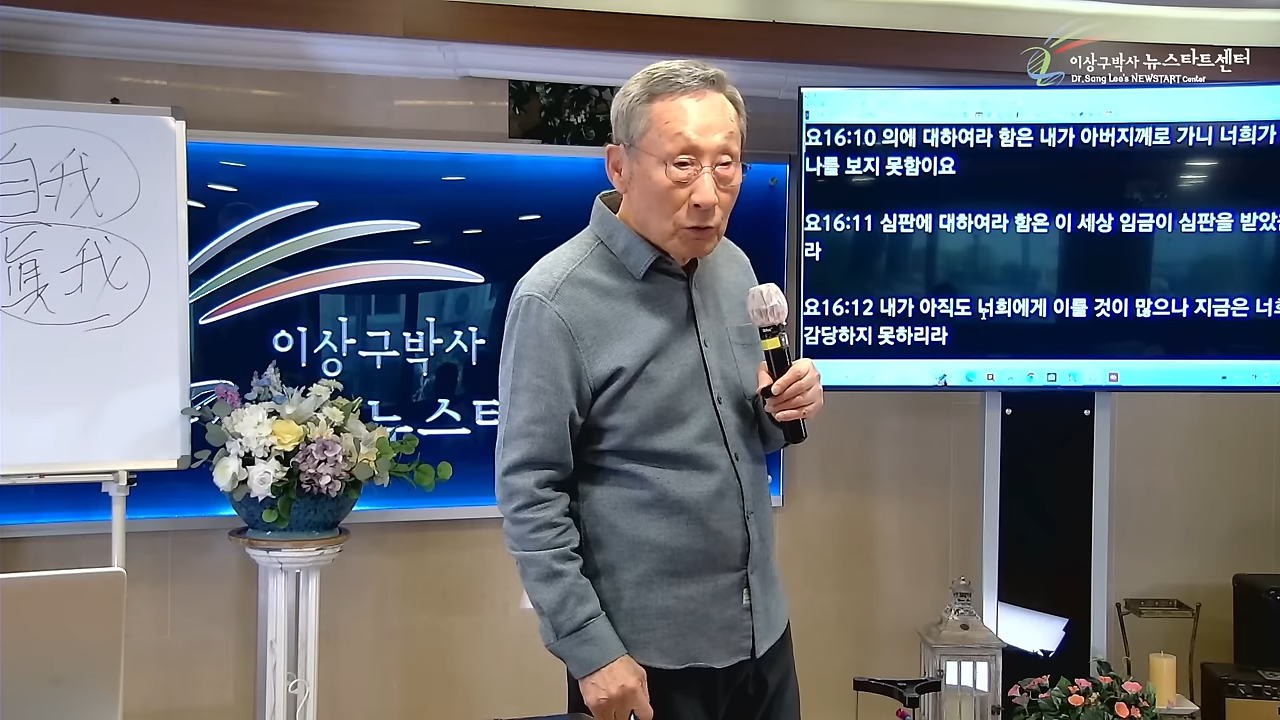 이상구박사 뉴스타트센터
Dr. Sang Lee's NEWSTART Center
自我
眞我
이상구박사
뉴스타
요16:10 의에 대하여라 함은 내가 아버지께로 가니 너희가
나를 보지 못함이요
요16:11 심판에 대하여라 함은 이 세상 임금이 심판을 받았
라
요16:12 내가 아직도 너희에게 이를 것이 많으나 지금은 너희
감당하지 못하리라